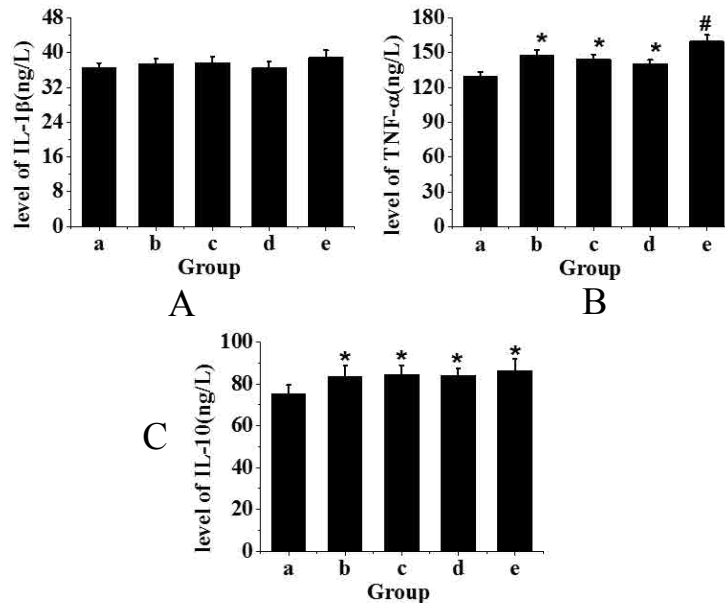 48
40
32
24
16
8
0
level of IL-1β(ng/L)
a b c d e
Group
A
180
150
120
90
60
30
0
level of TNF-α(ng/L)
* * * #
a b c d e
Group
B
100
80
60
40
20
0
level of IL-10(ng/L)
* * * *
a b c d e
Group
C